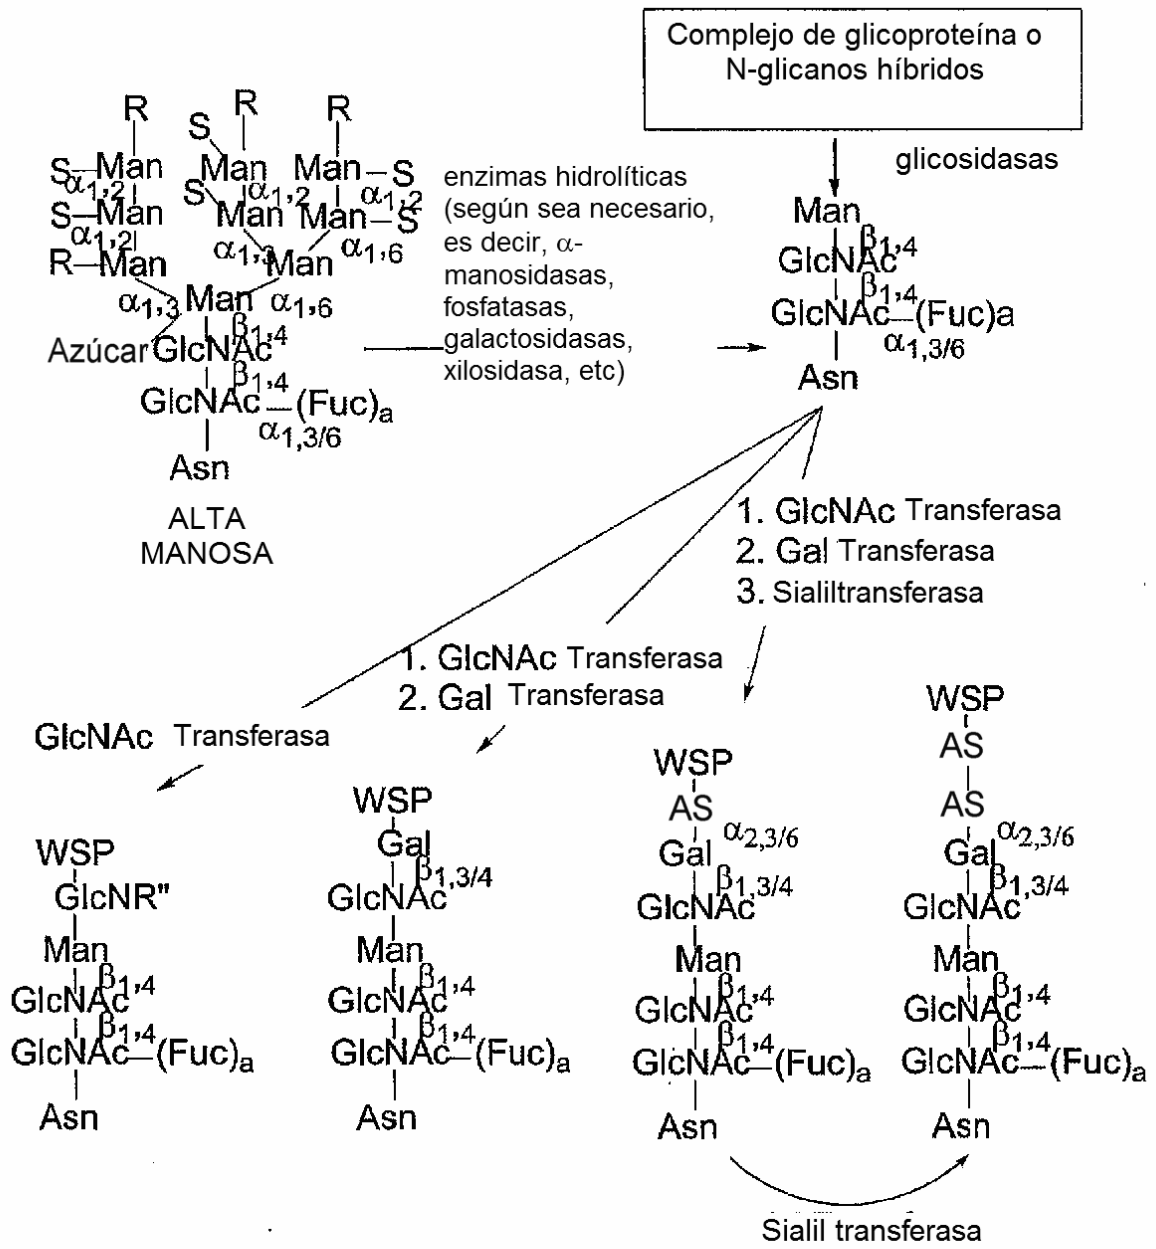 Complejo de glicoproteína o
N-glicanos híbridos
glicosidasas
R R R
S
S Man Man Man S
α1,2 S α1,2 α1,2
S Man Man Man S
α1,2 α1,3 α1,6
R Man Man
α1,3 Man α1,6
β1,4
Azúcar GlcNAc
β1,4
GlcNAc (Fuc)a
α1,3/6
Asn
ALTA
MANOSA
enzimas hidrolíticas
(según sea necesario,
es decir, α-
manosidasas,
fosfatasas,
galactosidasas,
xilosidasa, etc)
Man
β1,4
GlcNAc
β1,4
GlcNAc (Fuc)a
α1,3/6
Asn
1. GlcNAc Transferasa
2. Gal Transferasa
3. Sialiltransferasa
1. GlcNAc Transferasa
2. Gal Transferasa
GlcNAc Transferasa
WSP
GlcNR"
Man
β1,4
GlcNAc
β1,4
GlcNAc (Fuc)a
Asn
WSP
Gal
β1,3/4
GlcNAc
Man
β1,4
GlcNAc
β1,4
GlcNAc (Fuc)a
Asn
WSP
AS
α2,3/6
Gal
β1,3/4
GlcNAc
Man
β1,4
GlcNAc
β1,4
GlcNAc (Fuc)a
Asn
WSP
AS
AS
α2,3/6
Gal
β1,3/4
GlcNAc
Man
β1,4
GlcNAc
β1,4
GlcNAc (Fuc)a
Asn
Sialil transferasa